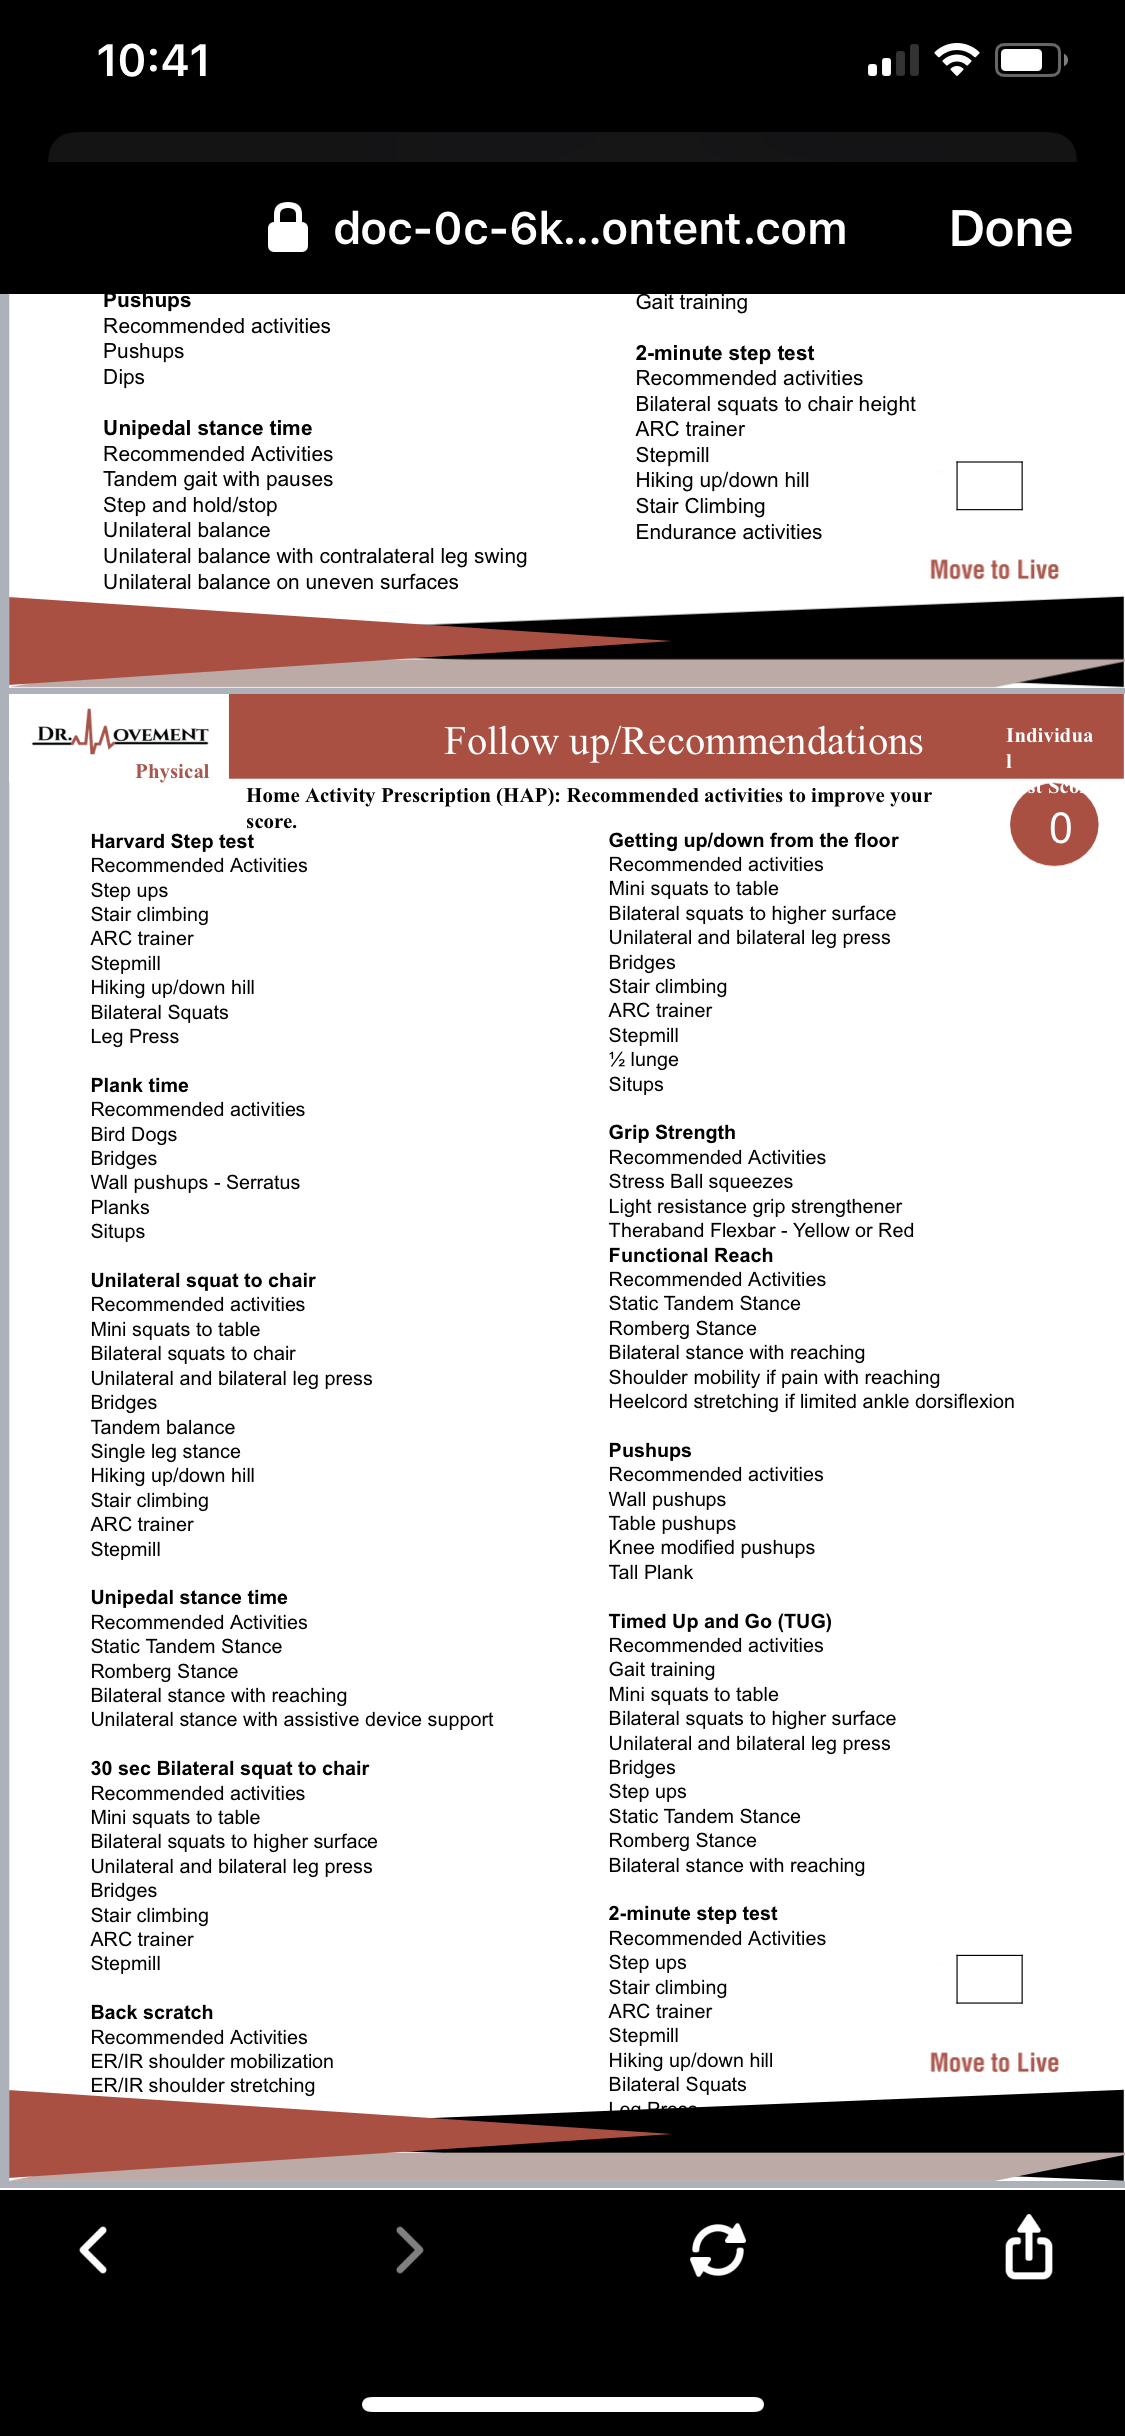 10:41
doc-0c-6k...ontent.com
Done
Pushups
Recommended activities
Pushups
Dips
Unipedal stance time
Recommended Activities
Tandem gait with pauses
Step and hold/stop
Unilateral balance
Unilateral balance with contralateral leg swing
Unilateral balance on uneven surfaces
Gait training
2-minute step test
Recommended activities
Bilateral squats to chair height
ARC trainer
Stepmill
Hiking up/down hill
Stair Climbing
Endurance activities
Move to Live
DR. MOVEMENT
Physical
Follow up/Recommendations
Individua
l
0
Home Activity Prescription (HAP): Recommended activities to improve your
score.
Harvard Step test
Recommended Activities
Step ups
Stair climbing
ARC trainer
Stepmill
Hiking up/down hill
Bilateral Squats
Leg Press
Plank time
Recommended activities
Bird Dogs
Bridges
Wall pushups - Serratus
Planks
Situps
Unilateral squat to chair
Recommended activities
Mini squats to table
Bilateral squats to chair
Unilateral and bilateral leg press
Bridges
Tandem balance
Single leg stance
Hiking up/down hill
Stair climbing
ARC trainer
Stepmill
Unipedal stance time
Recommended Activities
Static Tandem Stance
Romberg Stance
Bilateral stance with reaching
Unilateral stance with assistive device support
30 sec Bilateral squat to chair
Recommended activities
Mini squats to table
Bilateral squats to higher surface
Unilateral and bilateral leg press
Bridges
Stair climbing
ARC trainer
Stepmill
Back scratch
Recommended Activities
ER/IR shoulder mobilization
ER/IR shoulder stretching
Getting up/down from the floor
Recommended activities
Mini squats to table
Bilateral squats to higher surface
Unilateral and bilateral leg press
Bridges
Stair climbing
ARC trainer
Stepmill
½ lunge
Situps
Grip Strength
Recommended Activities
Stress Ball squeezes
Light resistance grip strengthener
Theraband Flexbar - Yellow or Red
Functional Reach
Recommended Activities
Static Tandem Stance
Romberg Stance
Bilateral stance with reaching
Shoulder mobility if pain with reaching
Heelcord stretching if limited ankle dorsiflexion
Pushups
Recommended activities
Wall pushups
Table pushups
Knee modified pushups
Tall Plank
Timed Up and Go (TUG)
Recommended activities
Gait training
Mini squats to table
Bilateral squats to higher surface
Unilateral and bilateral leg press
Bridges
Step ups
Static Tandem Stance
Romberg Stance
Bilateral stance with reaching
2-minute step test
Recommended Activities
Step ups
Stair climbing
ARC trainer
Stepmill
Hiking up/down hill
Bilateral Squats
Leg Press
Move to Live